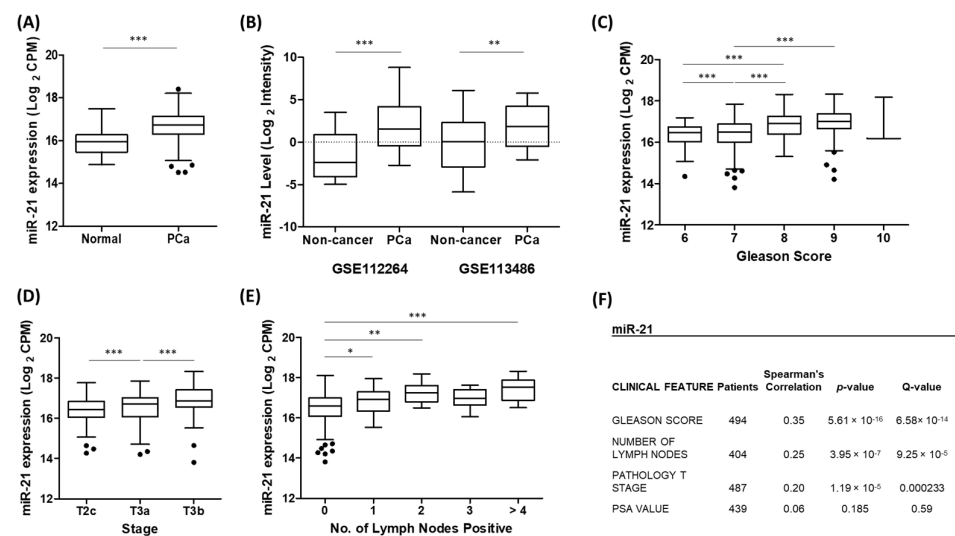 (A)
***
miR-21 expression (Log 2 CPM)
20
18
16
14
12
Normal PCa
(B)
*** **
miR-21 Level (Log 2 Intensity)
10
5
0
-5
-10
Non-cancer PCa Non-cancer PCa
GSE112264 GSE113486
(C)
***
***
*** ***
miR-21 expression (Log 2 CPM)
20
18
16
14
12
6 7 8 9 10
Gleason Score
(D)
*** ***
miR-21 expression (Log 2 CPM)
20
18
16
14
12
T2c T3a T3b
Stage
(E)
***
**
*
miR-21 expression (Log 2 CPM)
20
18
16
14
12
0 1 2 3 > 4
No. of Lymph Nodes Positive
(F)
miR-21
CLINICAL FEATURE Patients Spearman's Correlation p-value Q-value
GLEASON SCORE 494 0.35 5.61 × 10-16 6.58× 10-14
NUMBER OF
LYMPH NODES 404 0.25 3.95 × 10-7 9.25 × 10-5
PATHOLOGY T
STAGE 487 0.20 1.19 × 10-5 0.000233
PSA VALUE 439 0.06 0.185 0.59